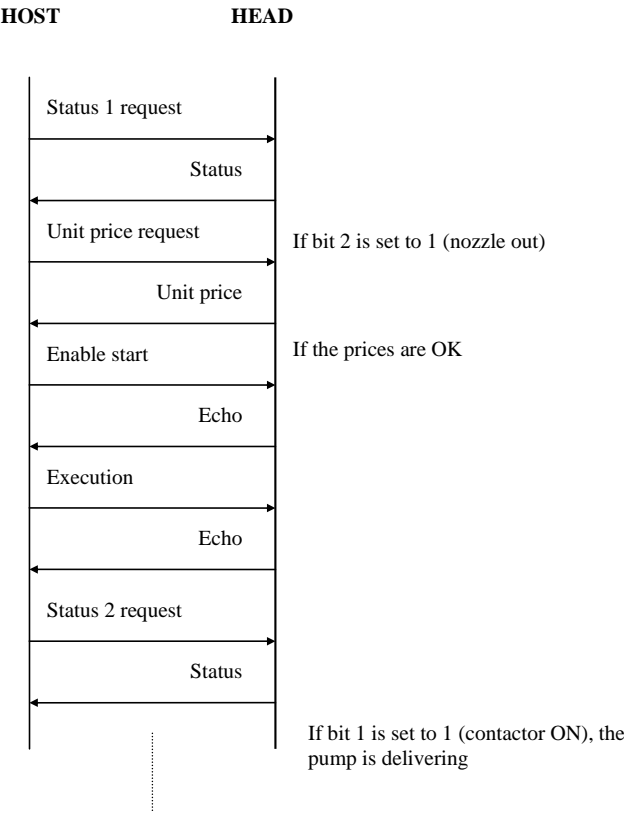 HOST HEAD
Status 1 request
Status
Unit price request
If bit 2 is set to 1 (nozzle out)
Unit price
Enable start
If the prices are OK
Echo
Execution
Echo
Status 2 request
Status
If bit 1 is set to 1 (contactor ON), the
pump is delivering